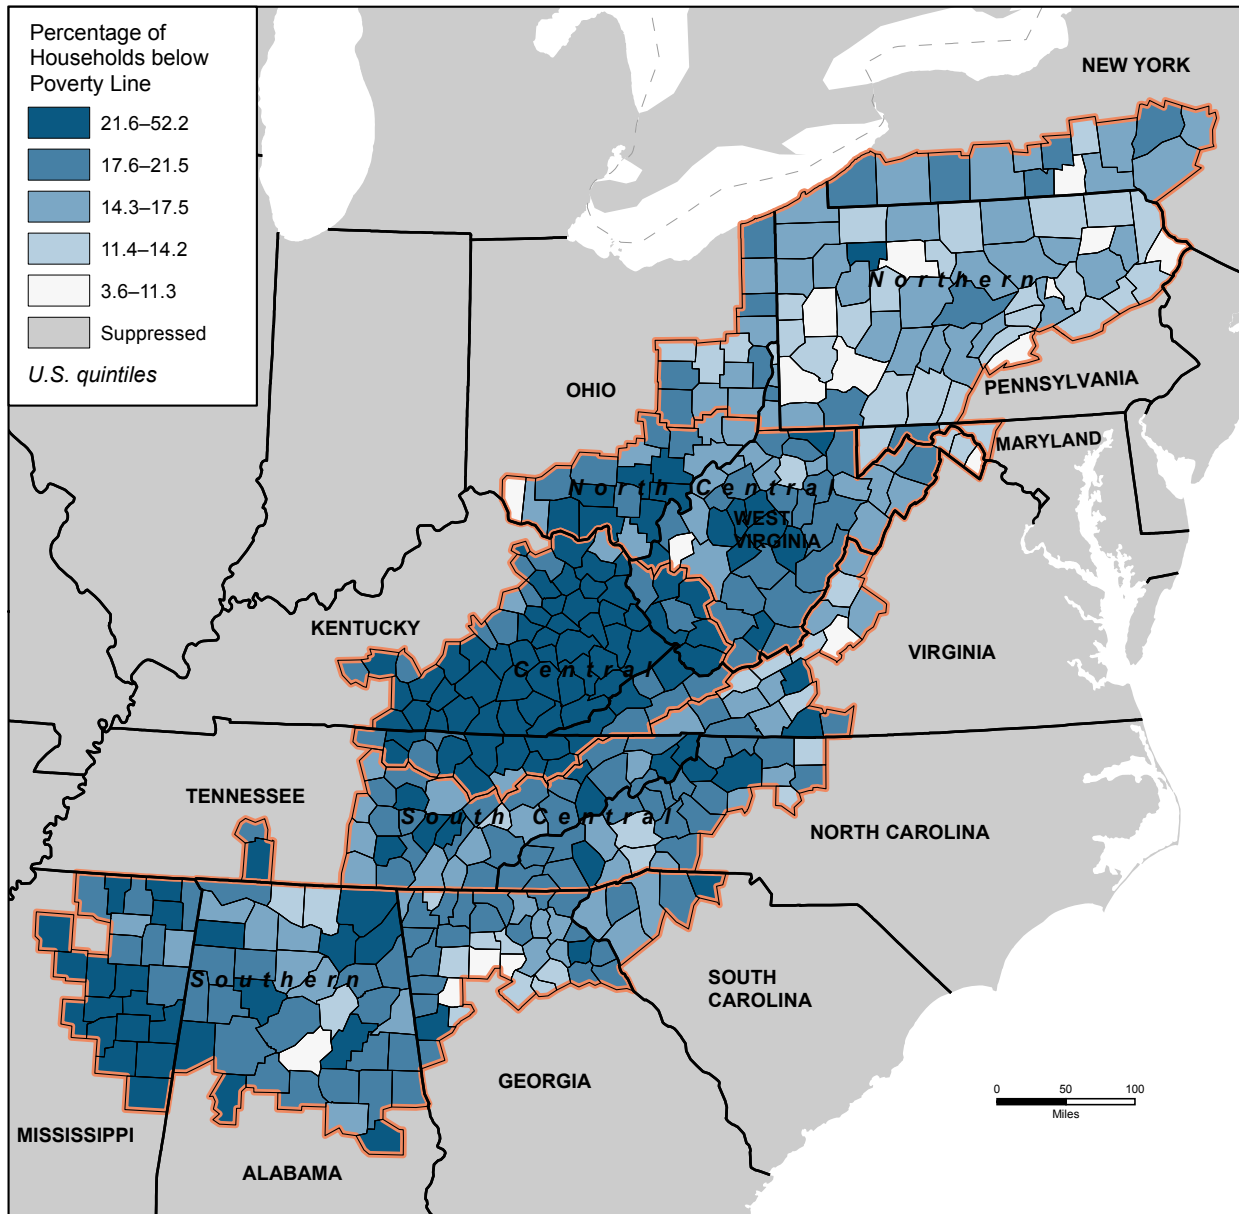 Percentage of
Households below
Poverty Line
21.6–52.2
17.6–21.5
14.3–17.5
11.4–14.2
3.6–11.3
Suppressed
U.S. quintiles
NEW YORK
Northern
PENNSYLVANIA
OHIO
MARYLAND
North Central
WEST
VIRGINIA
KENTUCKY
VIRGINIA
Central
TENNESSEE
South Central
NORTH CAROLINA
Southern
SOUTH
CAROLINA
GEORGIA
0 50 100
Miles
MISSISSIPPI
ALABAMA